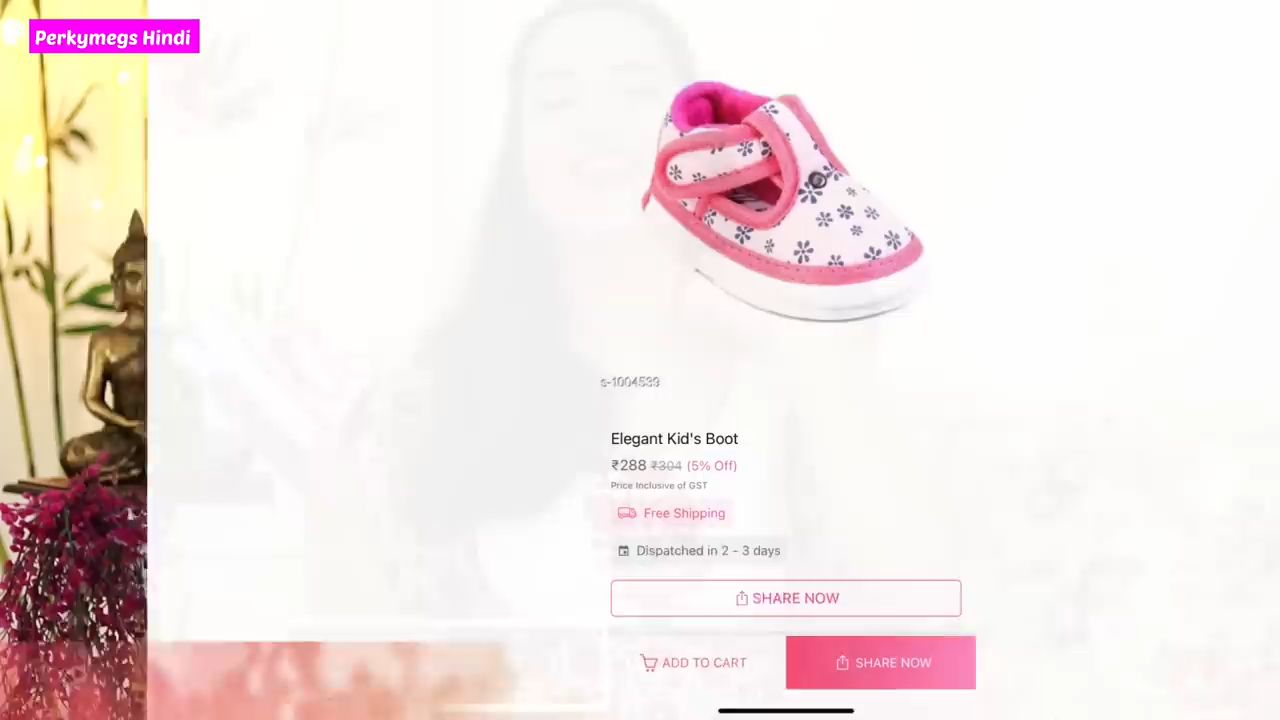 Perkymegs Hindi
s-1004539
Elegant Kid's Boot
₹288 ₹304 (5% Off)
Price Inclusive of GST
Free Shipping
Dispatched in 2 - 3 days
SHARE NOW
ADD TO CART
SHARE NOW